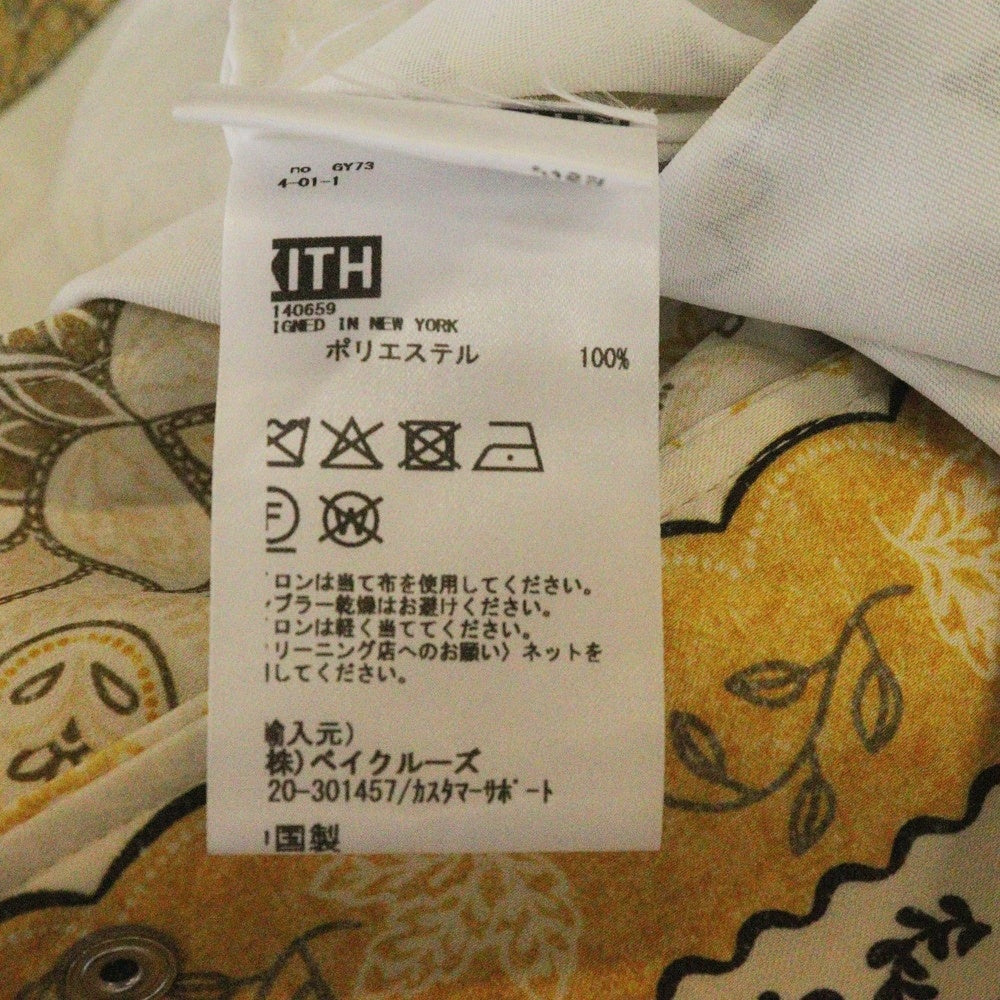 no GY73
4-01-1
KITH
140659
IGNED IN NEW YORK
ポリエステル 100%
F
W
ロンは当て布を使用してください。
ブラー乾燥はお避けください。
ロンは軽く当ててください。
リーニング店へのお願い〉ネットを
してください。
輸入元)
株)ベイクルーズ
20-301457/カスタマーサポート
国製